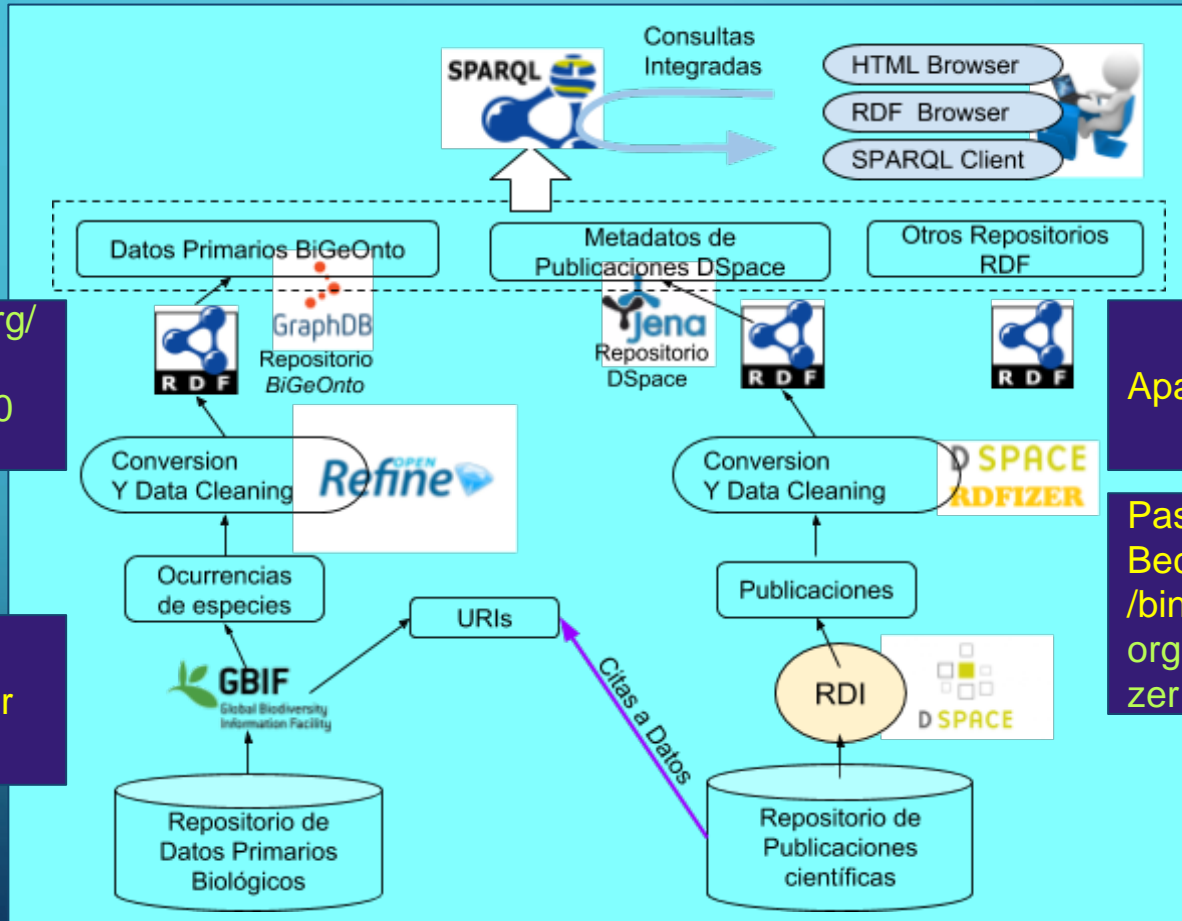 Consultas
Integradas
SPARQL
HTML Browser
RDF Browser
SPARQL Client
Datos Primarios BiGeOnto
Metadatos de
Publicaciones DSpace
Otros Repositorios
RDF
GraphDB
Repositorio
BiGeOnto
Jena
Repositorio
DSpace
RDF
RDF
RDF
rg/
0
Conversion
Y Data Cleaning
OPEN
Refine
Conversion
Y Data Cleaning
DSPACE
RDFIZER
Apa
Pas
Bec
/bin
org
zer
Ocurrencias
de especies
URIs
Publicaciones
r
GBIF
Global Biodiversity
Information Facility
Citas a Datos
RDI
DSPACE
Repositorio de
Datos Primarios
Biológicos
Repositorio de
Publicaciones
científicas